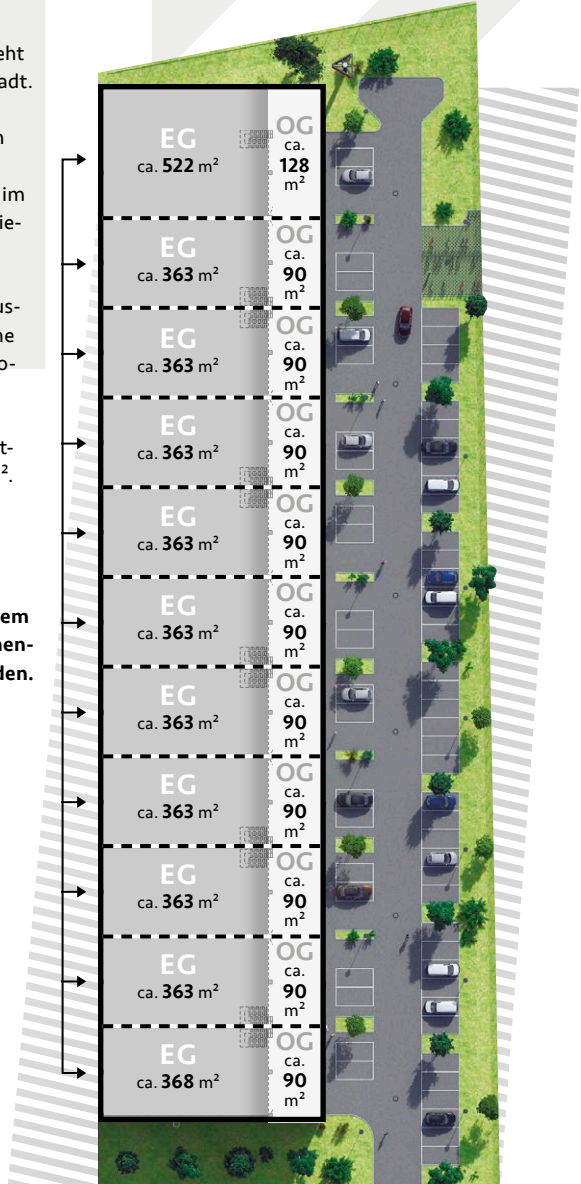 eht
adt.
n
im
ie-
us-
ne
o-
t-
².
em
nen-
den.
EG
ca. 522 m²
OG
ca.
128
m²
EG
ca. 363 m²
OG
ca.
90
m²
EG
ca. 363 m²
OG
ca.
90
m²
EG
ca. 363 m²
OG
ca.
90
m²
EG
ca. 363 m²
OG
ca.
90
m²
EG
ca. 363 m²
OG
ca.
90
m²
EG
ca. 363 m²
OG
ca.
90
m²
EG
ca. 363 m²
OG
ca.
90
m²
EG
ca. 363 m²
OG
ca.
90
m²
EG
ca. 363 m²
OG
ca.
90
m²
EG
ca. 368 m²
OG
ca.
90
m²